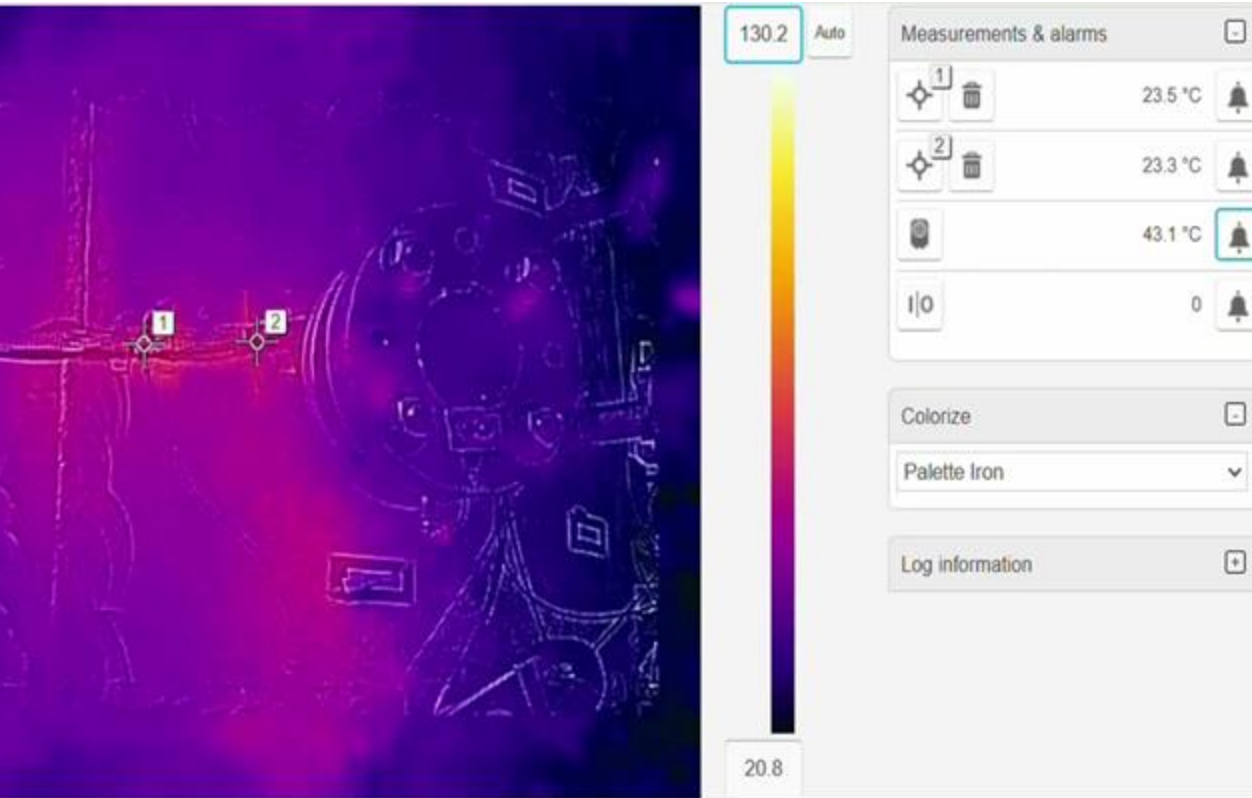 130.2
Auto
Measurements & alarms
1
23.5 °C
2
23.3 °C
43.1 °C
I|O
0
1
2
Colorize
Palette Iron
Log information
20.8